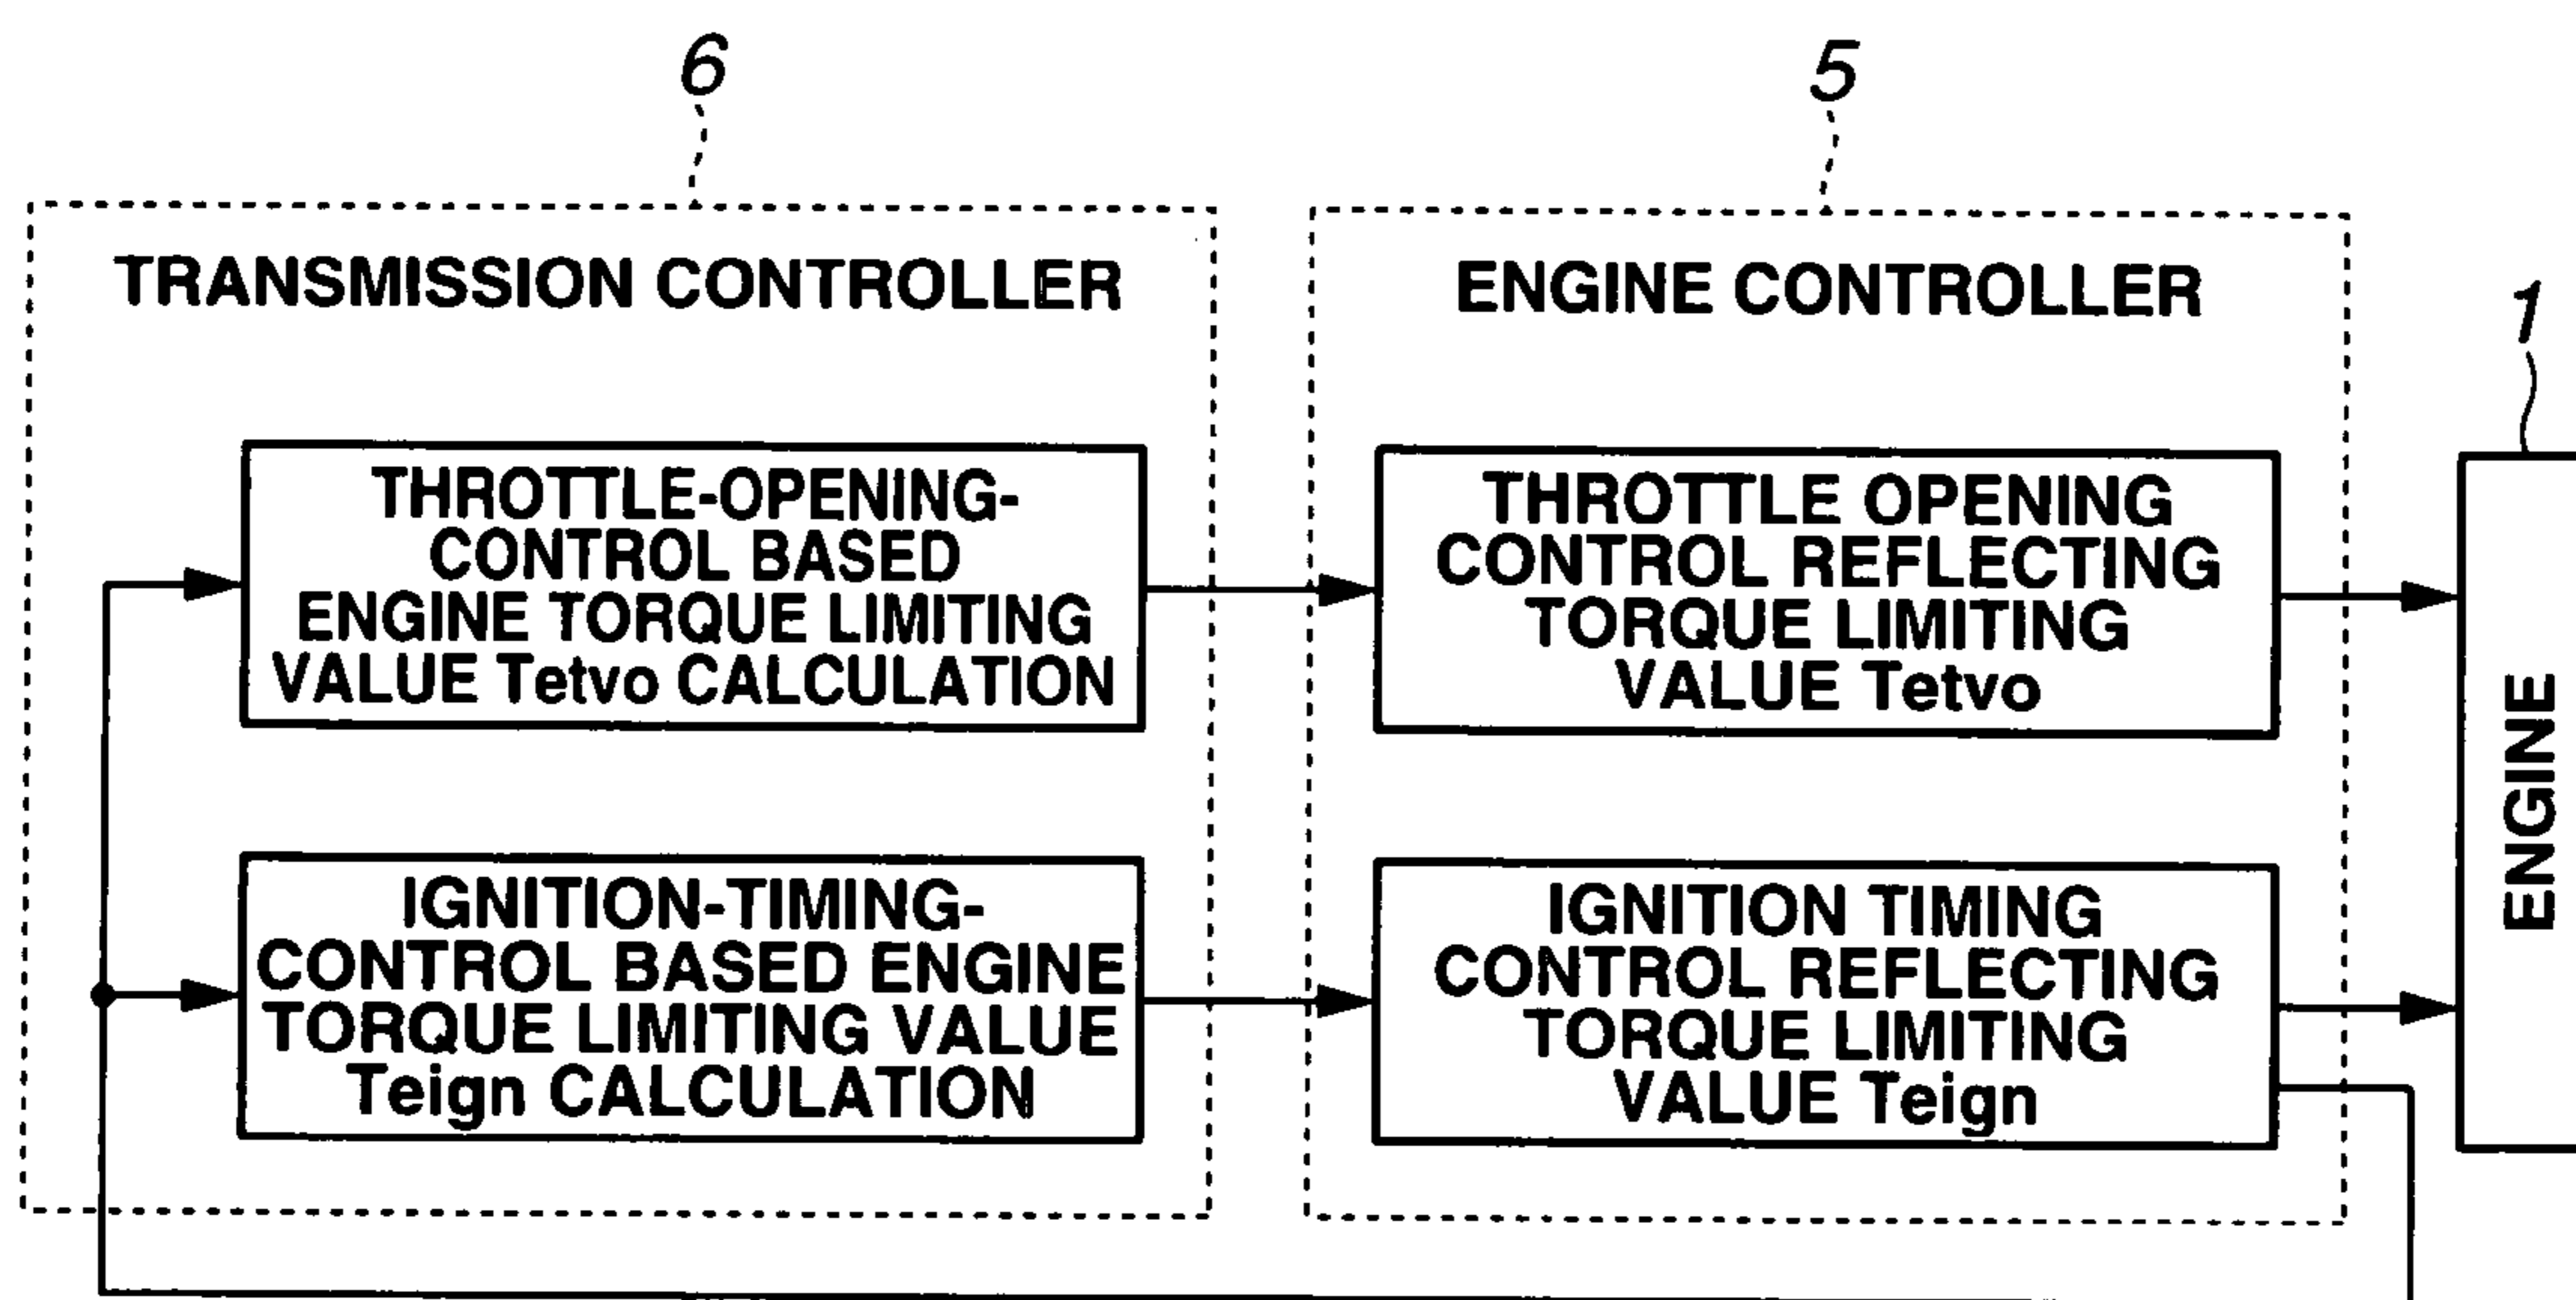 6
5
TRANSMISSION CONTROLLER
ENGINE CONTROLLER
1
THROTTLE-OPENING-
CONTROL BASED
ENGINE TORQUE LIMITING
VALUE Tetvo CALCULATION
THROTTLE OPENING
CONTROL REFLECTING
TORQUE LIMITING
VALUE Tetvo
ENGINE
IGNITION-TIMING-
CONTROL BASED ENGINE
TORQUE LIMITING VALUE
Teign CALCULATION
IGNITION TIMING
CONTROL REFLECTING
TORQUE LIMITING
VALUE Teign